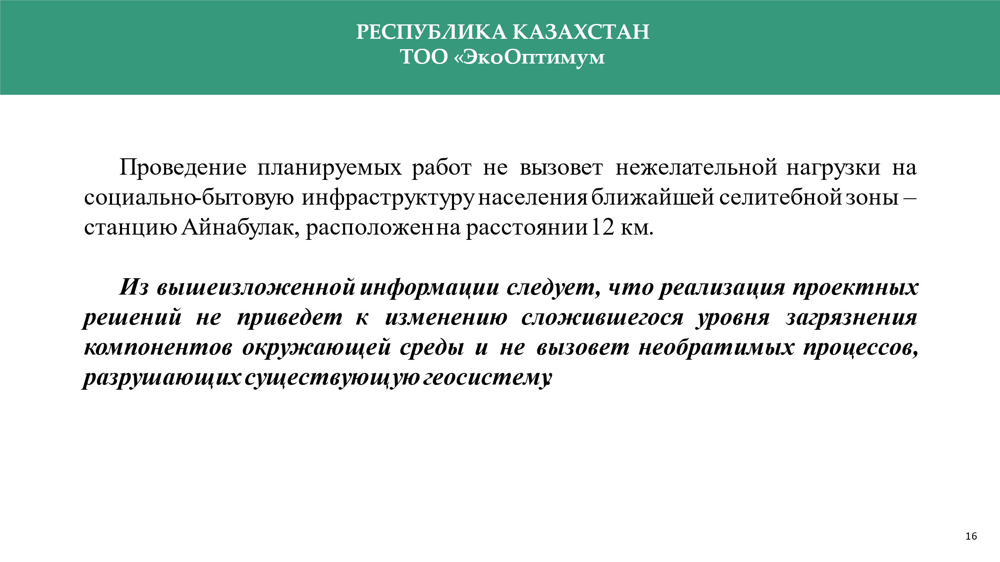 РЕСПУБЛИКА КАЗАХСТАН
ТОО «ЭкоОптимум
Проведение планируемых работ не вызовет нежелательной нагрузки на
социально-бытовую инфраструктуру населения ближайшей селитебной зоны –
станцию Айнабулак, расположен на расстоянии 12 км.
Из вышеизложенной информации следует, что реализация проектных
решений не приведет к изменению сложившегося уровня загрязнения
компонентов окружающей среды и не вызовет необратимых процессов,
разрушающих существующую геосистему.
16